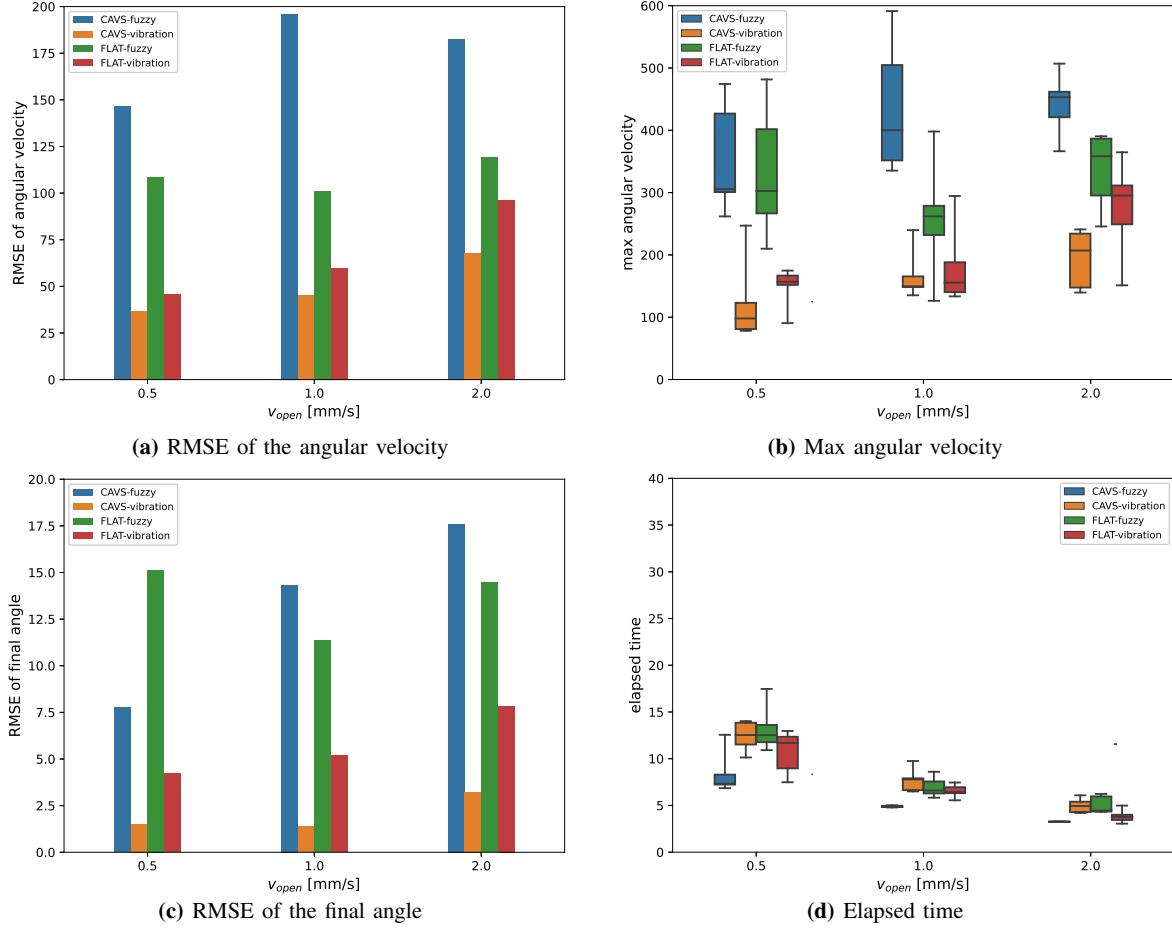 200
175
150
125
100
75
50
25
0
RMSE of angular velocity
CAVS-fuzzy
CAVS-vibration
FLAT-fuzzy
FLAT-vibration
0.5
1.0
2.0
v_open [mm/s]
(a) RMSE of the angular velocity
600
500
400
300
200
100
0
max angular velocity
CAVS-fuzzy
CAVS-vibration
FLAT-fuzzy
FLAT-vibration
0.5
1.0
2.0
v_open [mm/s]
(b) Max angular velocity
20.0
17.5
15.0
12.5
10.0
7.5
5.0
2.5
0.0
RMSE of final angle
CAVS-fuzzy
CAVS-vibration
FLAT-fuzzy
FLAT-vibration
0.5
1.0
2.0
v_open [mm/s]
(c) RMSE of the final angle
40
35
30
25
20
15
10
5
0
elapsed time
CAVS-fuzzy
CAVS-vibration
FLAT-fuzzy
FLAT-vibration
0.5
1.0
2.0
v_open [mm/s]
(d) Elapsed time